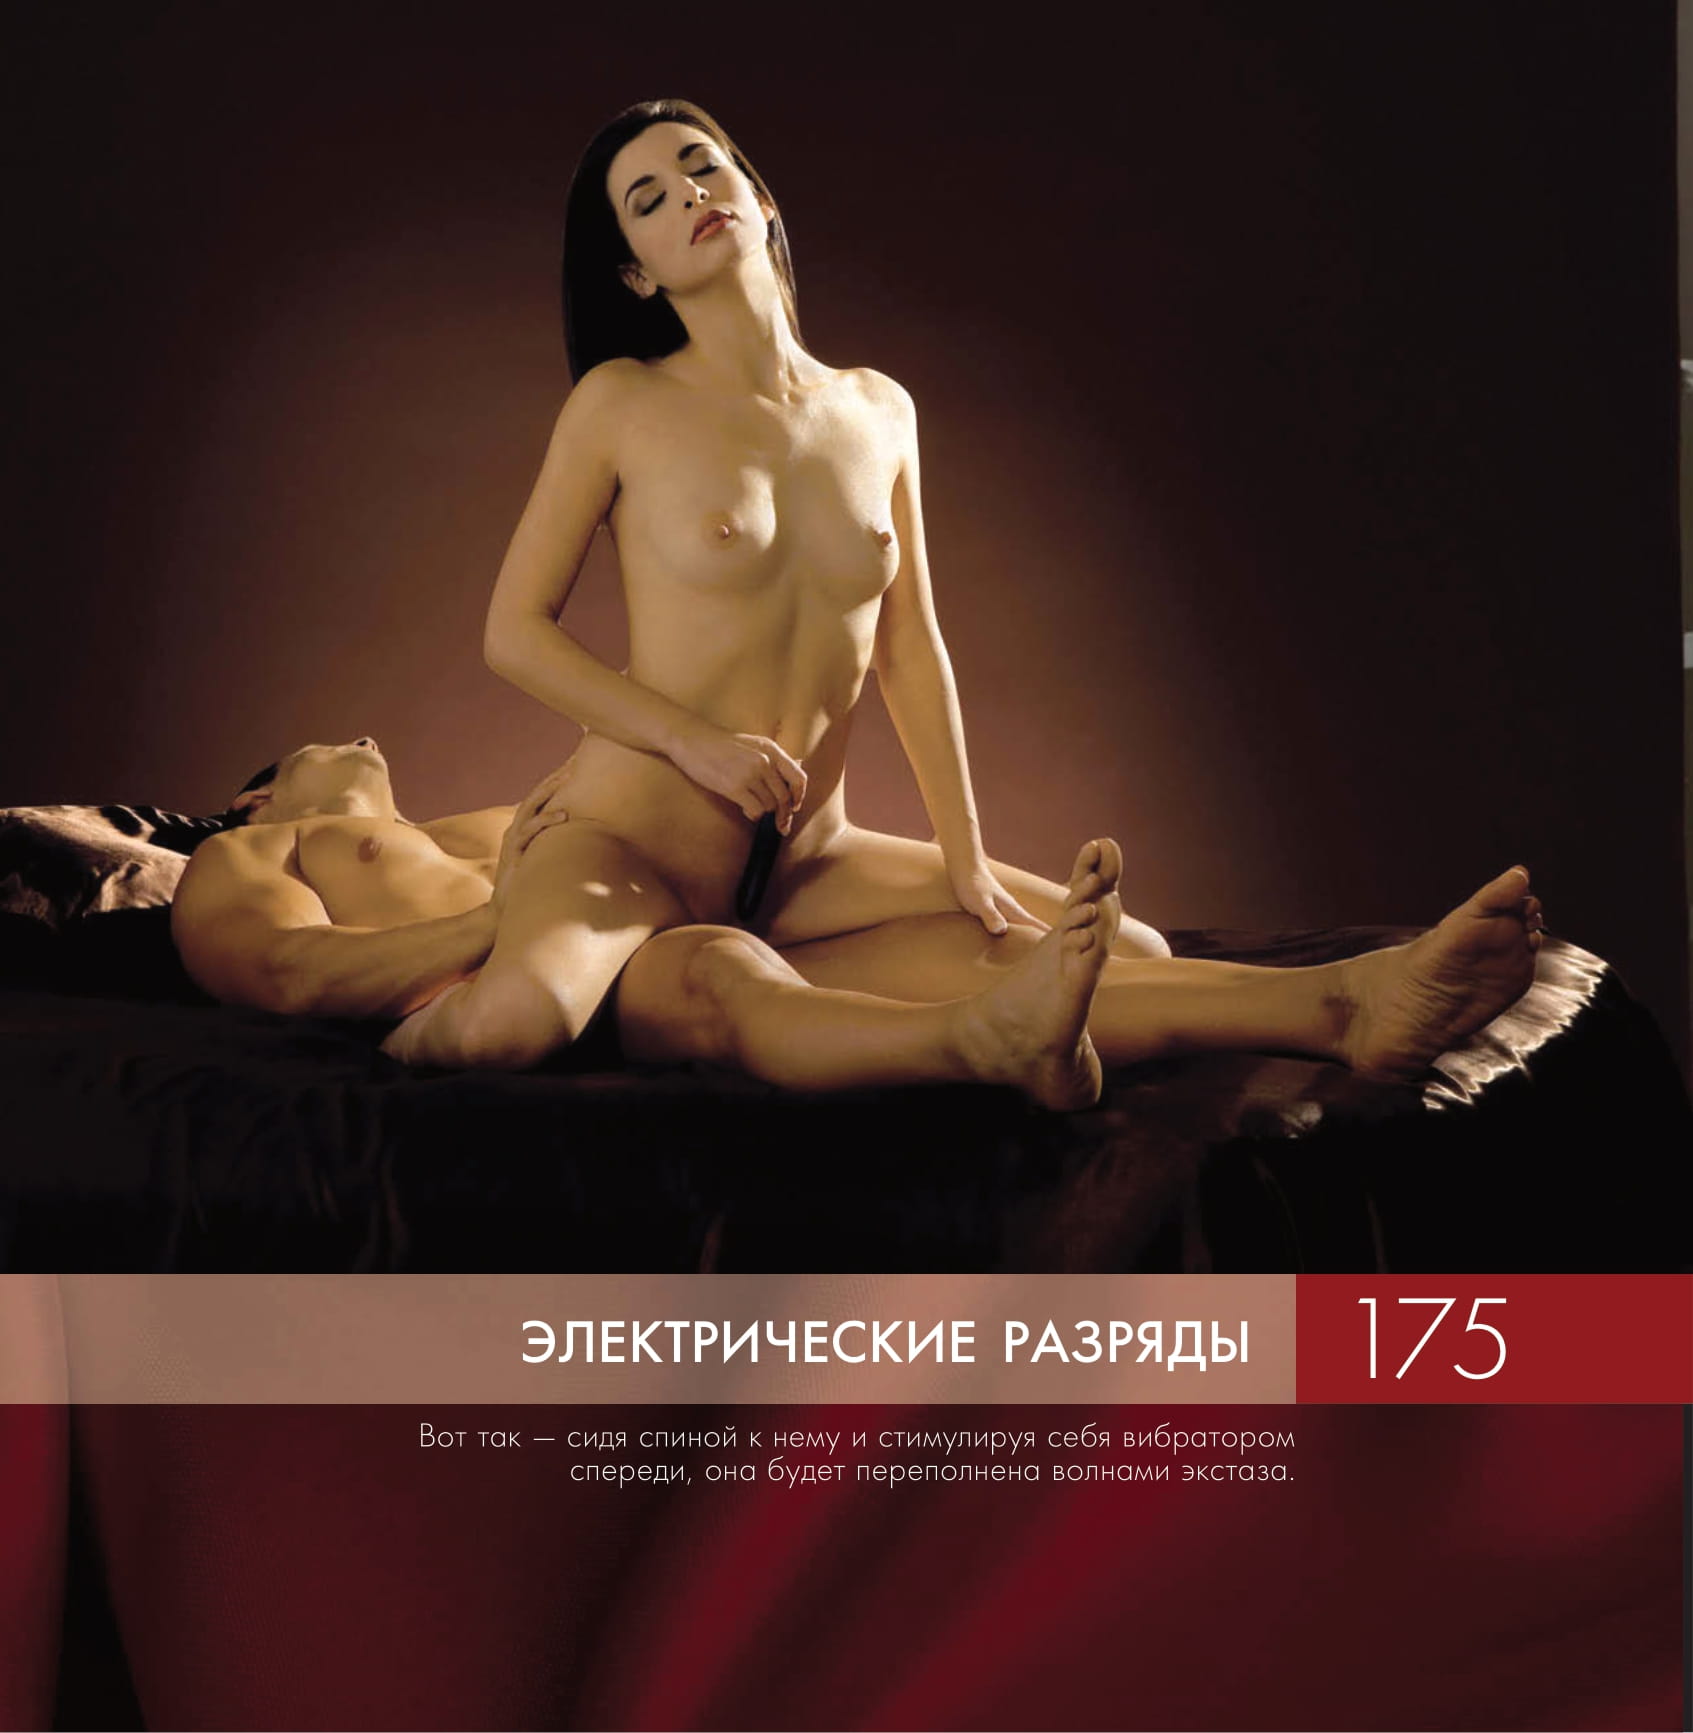 ЭЛЕКТРИЧЕСКИЕ РАЗРЯДЫ
175
Вот так — сидя спиной к нему и стимулируя себя вибратором
спереди, она будет переполнена волнами экстаза.